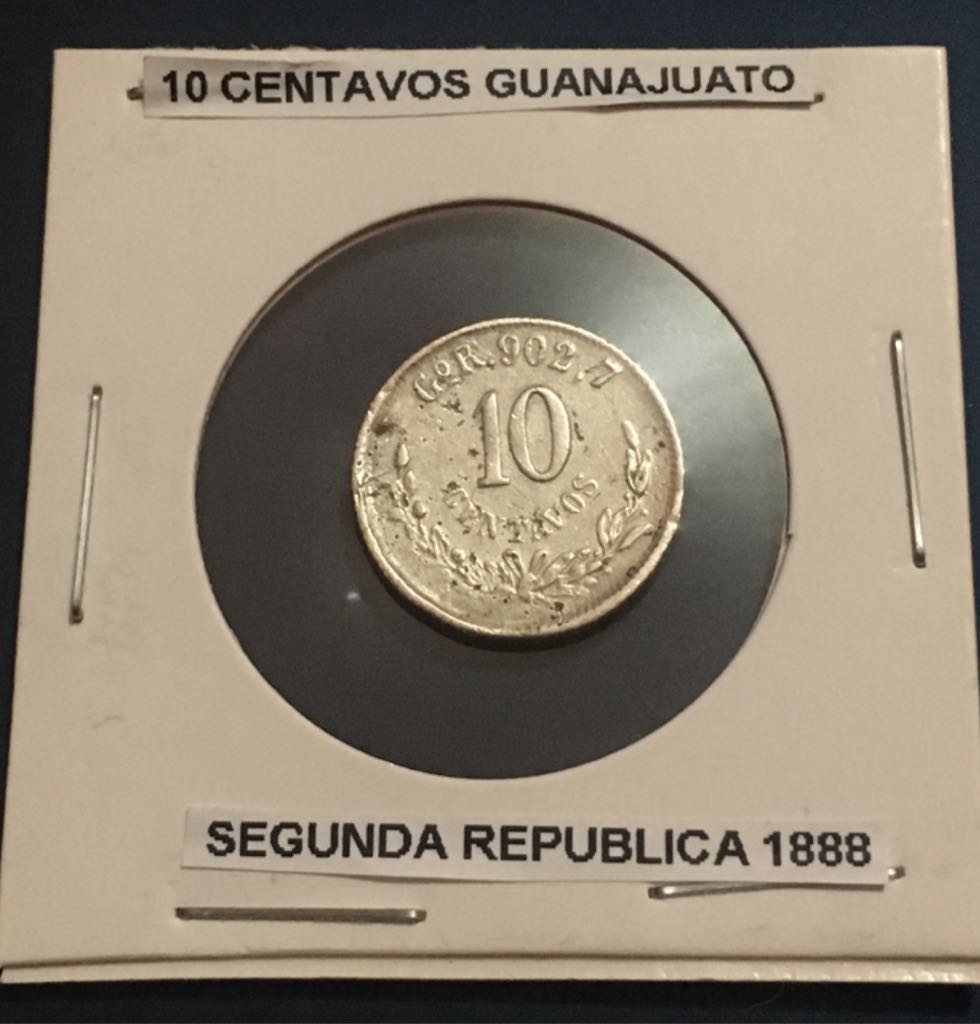 10 CENTAVOS GUANAJUATO
GoR.902,7
10
CENTAVOS
SEGUNDA REPUBLICA 1888